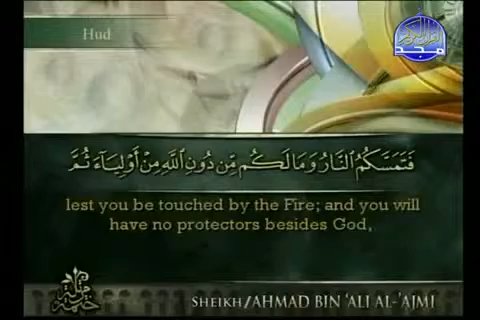 Hud
المجد
فَتَمَسَّكُمُ النَّارُ وَمَا لَكُم مِّن دُونِ اللَّهِ مِنْ أَوْلِيَاءَ ثُمَّ
lest you be touched by the Fire; and you will
have no protectors besides God,
SHEIKH/AHMAD BIN 'ALI AL-'AJMI